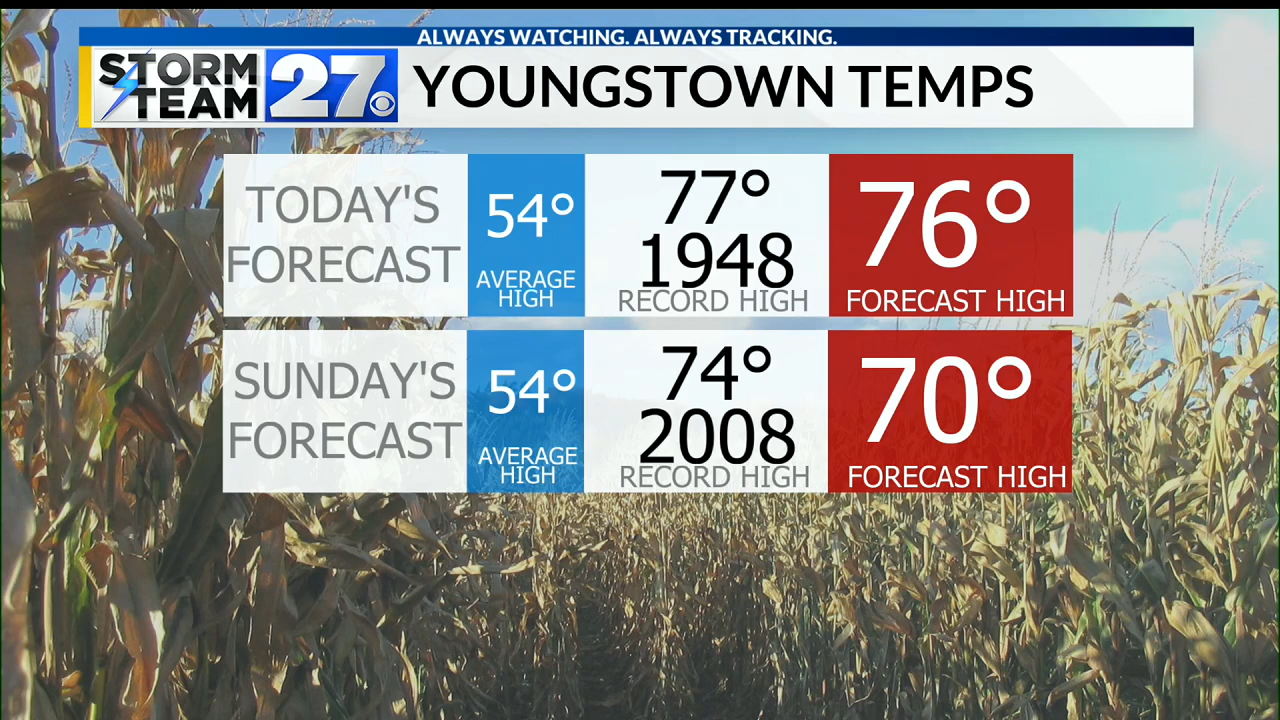 ALWAYS WATCHING. ALWAYS TRACKING.
STORM TEAM 27 YOUNGSTOWN TEMPS
TODAY'S
FORECAST
54°
AVERAGE
HIGH
77°
1948
RECORD HIGH
76°
FORECAST HIGH
SUNDAY'S
FORECAST
54°
AVERAGE
HIGH
74°
2008
RECORD HIGH
70°
FORECAST HIGH